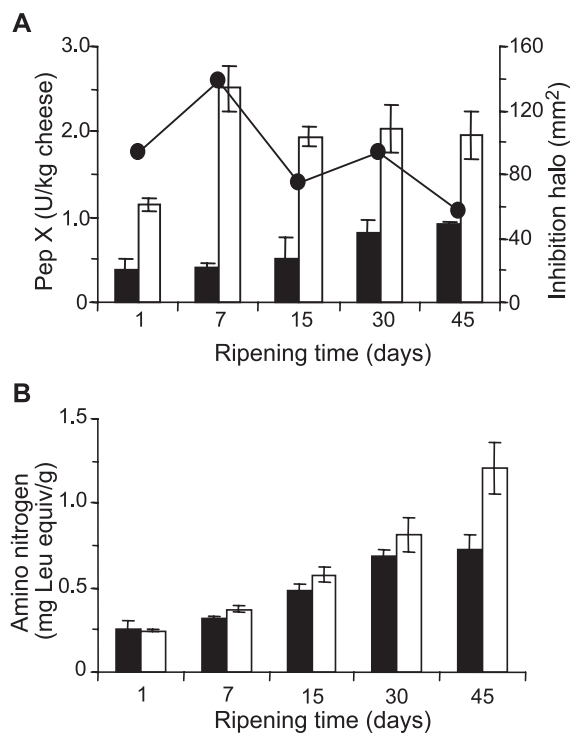 A
3.0
2.0
1.0
0
Pep X (U/kg cheese)
160
120
80
40
0
Inhibition halo (mm²)
1 7 15 30 45
Ripening time (days)
B
1.5
1.0
0.5
0
Amino nitrogen
(mg Leu equiv/g)
1 7 15 30 45
Ripening time (days)